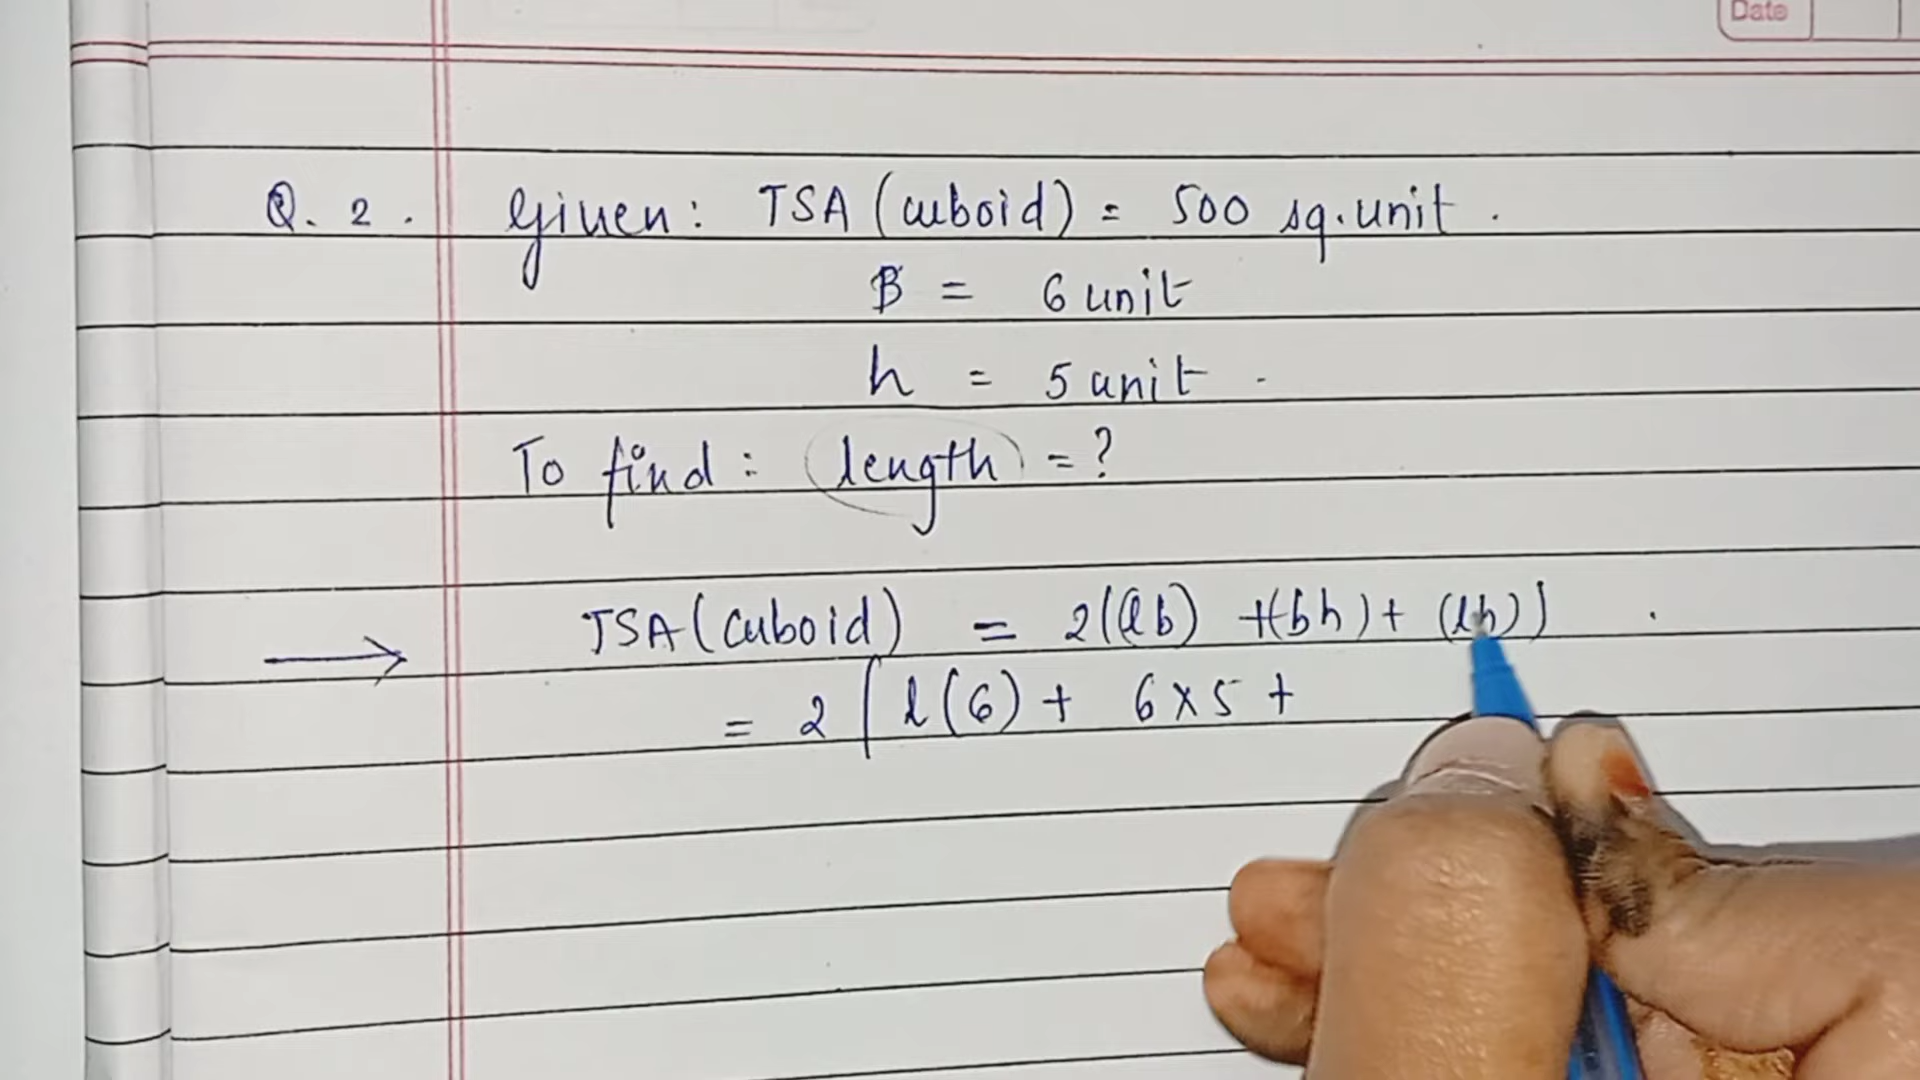 Date
Q. 2. Given: TSA (cuboid) = 500 sq. unit.
B = 6 unit
h = 5 unit.
To find: length = ?
TSA (cuboid) = 2((lb) + (bh) + (lh)) .
= 2 [ l(6) + 6 × 5 +